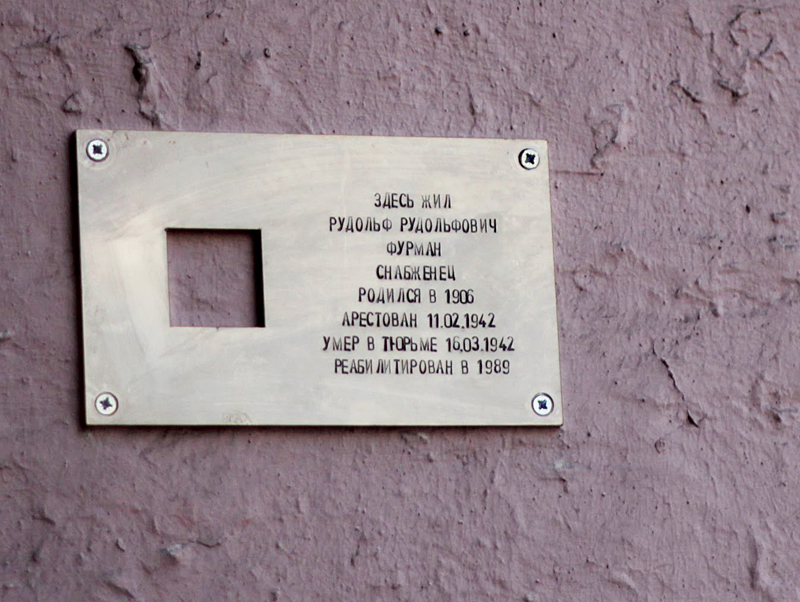 ЗДЕСЬ ЖИЛ
РУДОЛЬФ РУДОЛЬФОВИЧ
ФУРМАН
СНАБЖЕНЕЦ
РОДИЛСЯ В 1906
АРЕСТОВАН 11.02.1942
УМЕР В ТЮРЬМЕ 16.03.1942
РЕАБИЛИТИРОВАН В 1989